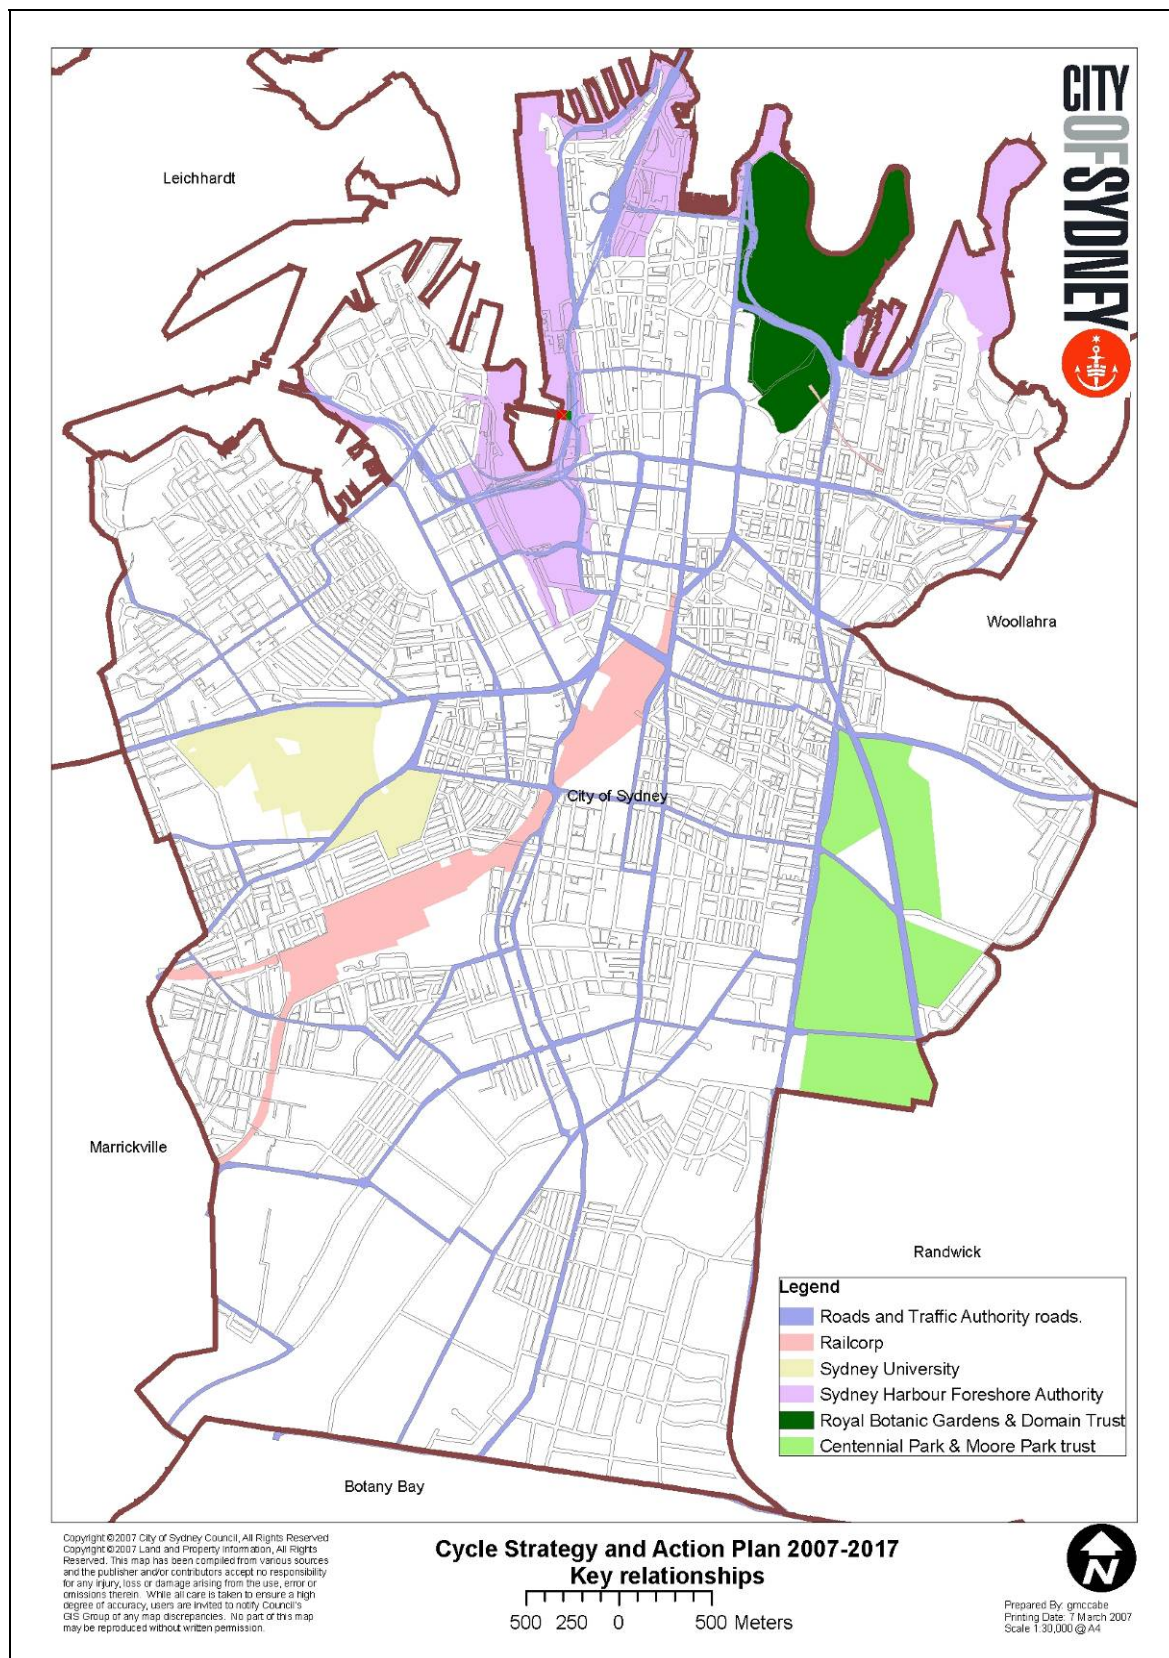 CITY OF SYDNEY
Leichhardt
Woollahra
City of Sydney
Marrickville
Randwick
Botany Bay
Legend
Roads and Traffic Authority roads.
Railcorp
Sydney University
Sydney Harbour Foreshore Authority
Royal Botanic Gardens & Domain Trust
Centennial Park & Moore Park trust
Copyright ©2007 City of Sydney Council, All Rights Reserved
Copyright ©2007 Land and Property Information, All Rights
Reserved. This map has been compiled from various sources
and the publisher and/or contributors accept no responsibility
for any injury, loss or damage arising from the use, error or
omissions therein. While all care is taken to ensure a high
degree of accuracy, users are invited to notify Council's
GIS Group of any map discrepancies. No part of this map
may be reproduced without written permission.
Cycle Strategy and Action Plan 2007-2017
Key relationships
500 250 0 500 Meters
N
Prepared By: gmccabe
Printing Date: 7 March 2007
Scale 1:30,000 @ A4